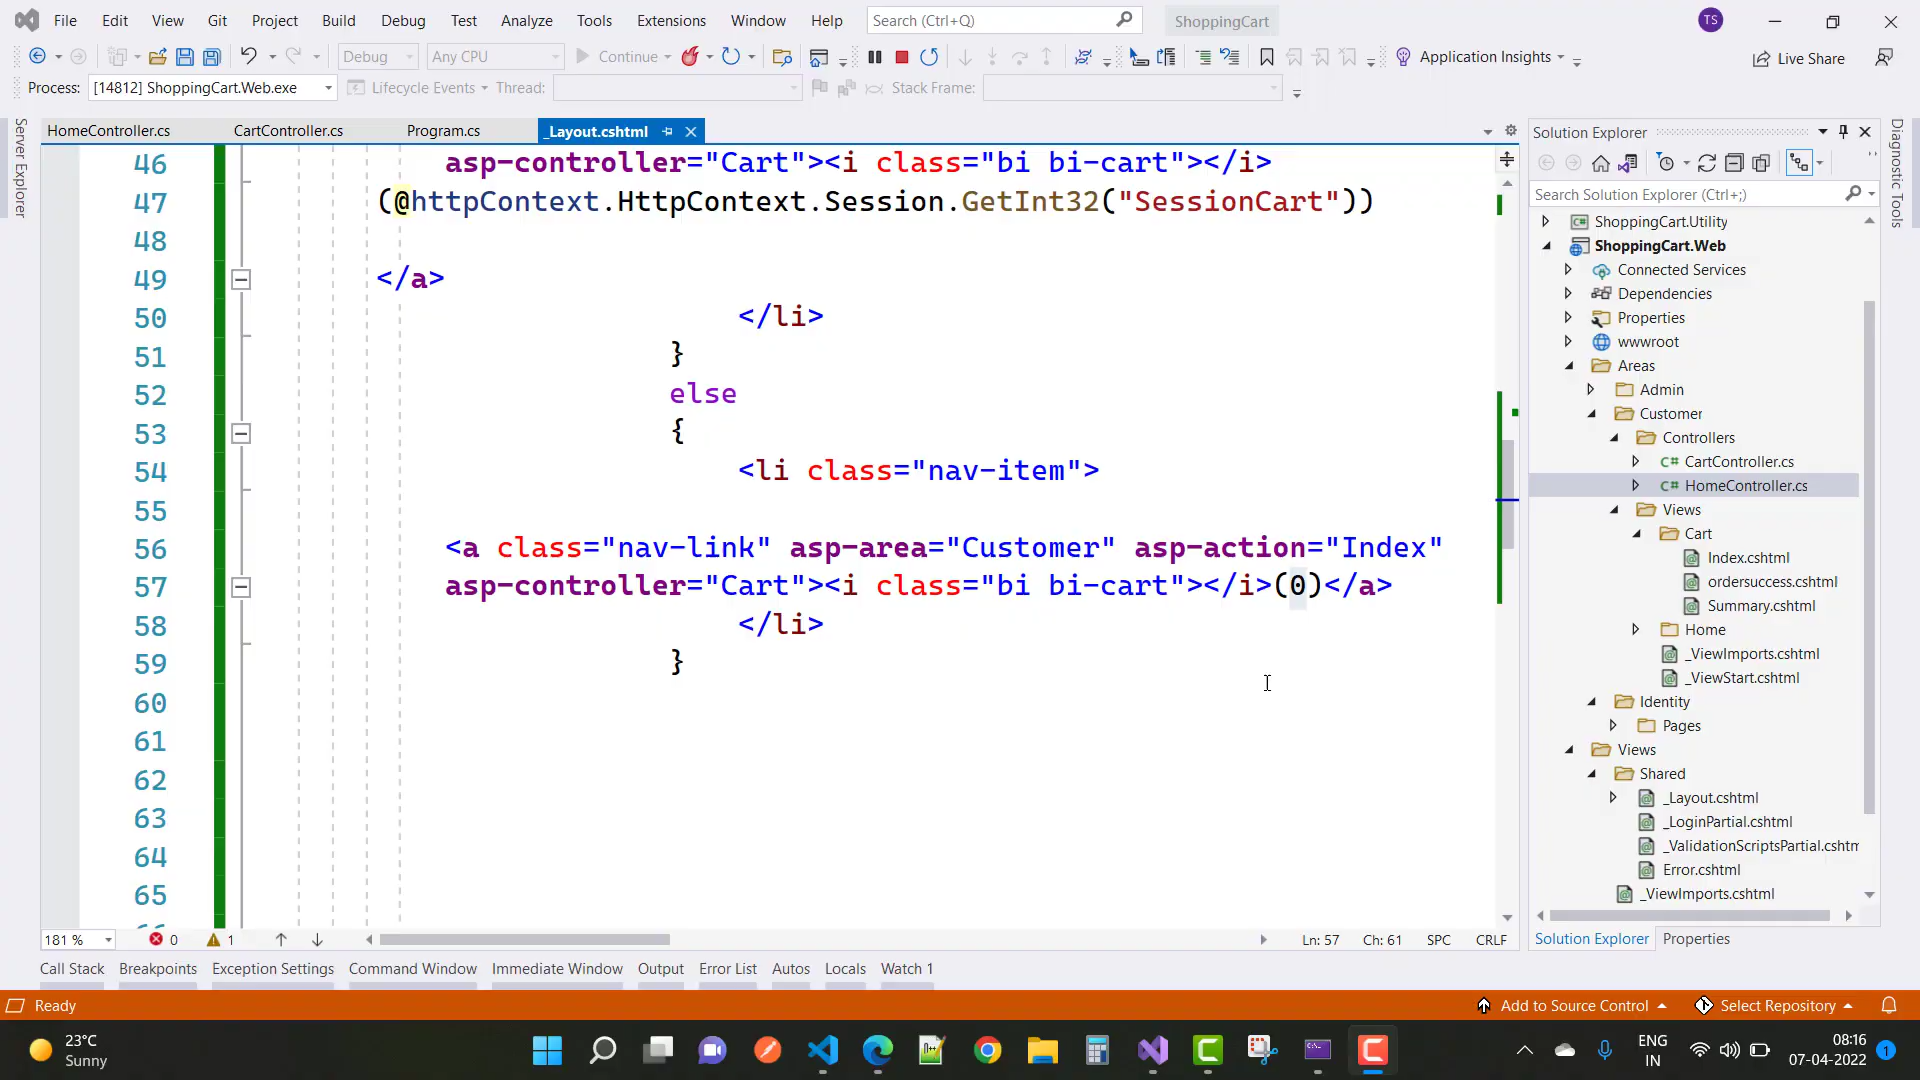 File Edit View Git Project Build Debug Test Analyze Tools Extensions Window Help Search (Ctrl+Q) ShoppingCart TS
Debug Any CPU Continue Application Insights Live Share
Process: [14812] ShoppingCart.Web.exe Lifecycle Events Thread: Stack Frame:
Server Explorer
HomeController.cs CartController.cs Program.cs _Layout.cshtml
46 asp-controller="Cart"><i class="bi bi-cart"></i>
47 (@httpContext.HttpContext.Session.GetInt32("SessionCart"))
48
49 </a>
50 </li>
51 }
52 else
53 {
54 <li class="nav-item">
55
56 <a class="nav-link" asp-area="Customer" asp-action="Index"
57 asp-controller="Cart"><i class="bi bi-cart"></i>(0)</a>
58 </li>
59 }
60
61
62
63
64
65
181 % 0 1 Ln: 57 Ch: 61 SPC CRLF
Solution Explorer
Search Solution Explorer (Ctrl+;)
ShoppingCart.Utility
ShoppingCart.Web
Connected Services
Dependencies
Properties
wwwroot
Areas
Admin
Customer
Controllers
CartController.cs
HomeController.cs
Views
Cart
Index.cshtml
ordersuccess.cshtml
Summary.cshtml
Home
_ViewImports.cshtml
_ViewStart.cshtml
Identity
Pages
Views
Shared
_Layout.cshtml
_LoginPartial.cshtml
_ValidationScriptsPartial.cshtm
Error.cshtml
_ViewImports.cshtml
Solution Explorer Properties
Diagnostic Tools
Call Stack Breakpoints Exception Settings Command Window Immediate Window Output Error List Autos Locals Watch 1
Ready Add to Source Control Select Repository
23°C
Sunny
ENG
IN
08:16
07-04-2022
1